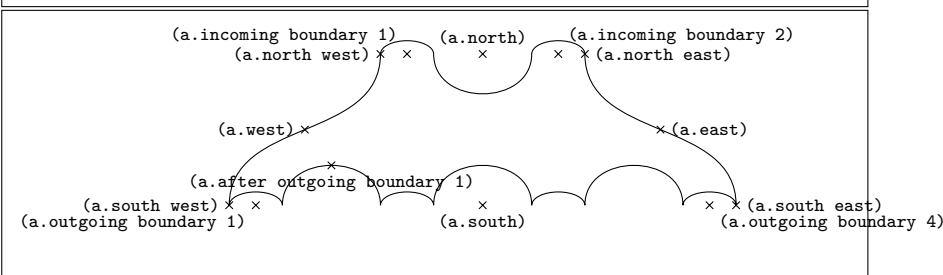 (a.incoming boundary 1) (a.north) (a.incoming boundary 2)
(a.north west) (a.north east)
(a.west) (a.east)
(a.after outgoing boundary 1)
(a.south west) (a.south east)
(a.outgoing boundary 1) (a.south) (a.outgoing boundary 4)